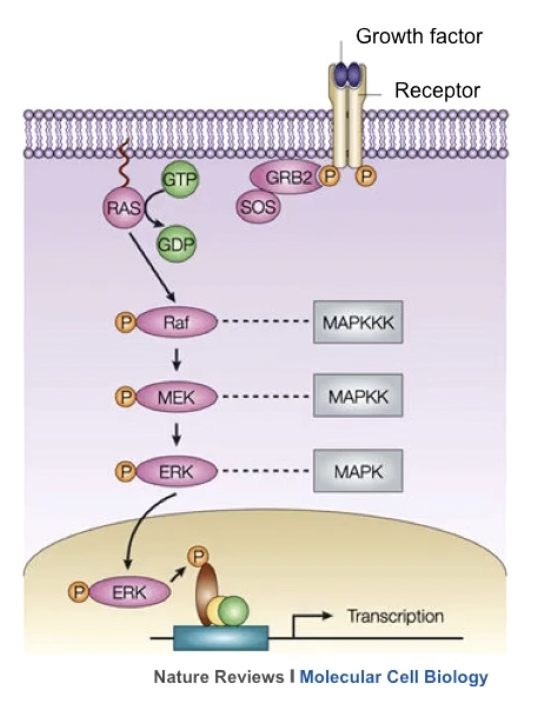 Growth factor
Receptor
GTP
GRB2
P
P
RAS
SOS
GDP
P
Raf
MAPKKK
P
MEK
MAPKK
P
ERK
MAPK
P
P
ERK
Transcription
Nature Reviews | Molecular Cell Biology